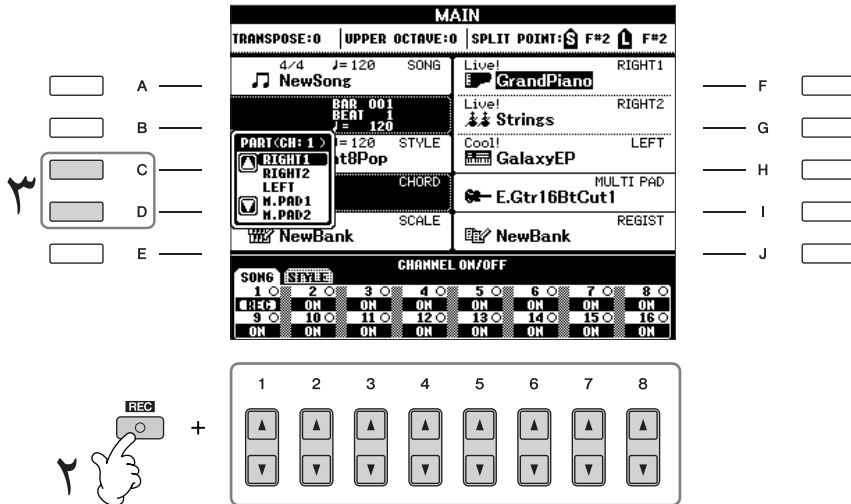 MAIN
TRANSPOSE:0 UPPER OCTAVE:0 SPLIT POINT: S F#2 L F#2
4/4 ♩=120 SONG
NewSong
Live! RIGHT1
GrandPiano
BAR 001
BEAT 1
♩= 120
Live! RIGHT2
Strings
PART(CH: 1 )
RIGHT1
RIGHT2
LEFT
M.PAD1
M.PAD2
=120 STYLE
t8Pop
Cool! LEFT
GalaxyEP
CHORD
MULTI PAD
E.Gtr16BtCut1
SCALE
NewBank
REGIST
NewBank
CHANNEL ON/OFF
SONG STYLE
1 2 3 4 5 6 7 8
REC ON ON ON ON ON ON ON
9 10 11 12 13 14 15 16
ON ON ON ON ON ON ON ON
A
B
C
D
E
F
G
H
I
J
٣
REC
+
٢
1 2 3 4 5 6 7 8